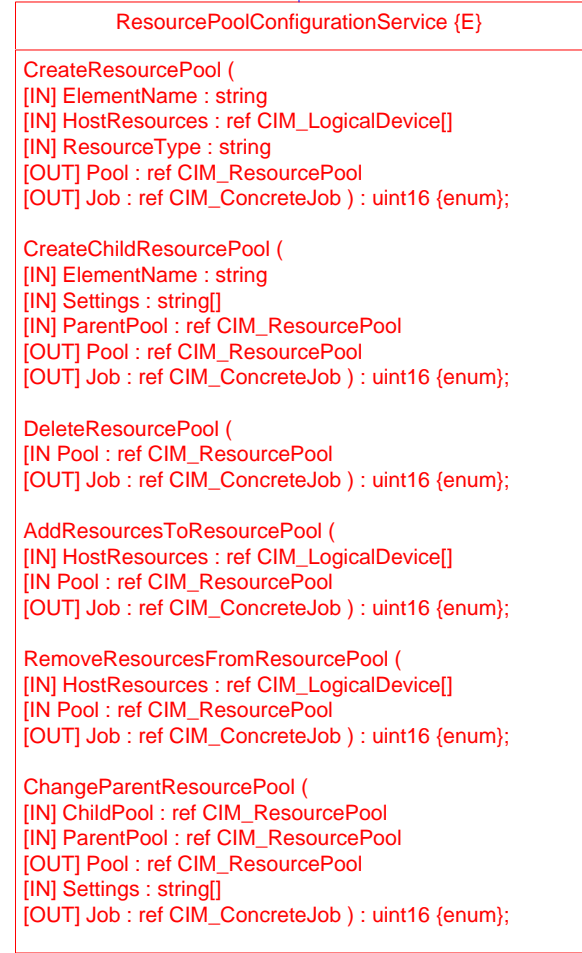 ResourcePoolConfigurationService {E}
CreateResourcePool (
[IN] ElementName : string
[IN] HostResources : ref CIM_LogicalDevice[]
[IN] ResourceType : string
[OUT] Pool : ref CIM_ResourcePool
[OUT] Job : ref CIM_ConcreteJob ) : uint16 {enum};
CreateChildResourcePool (
[IN] ElementName : string
[IN] Settings : string[]
[IN] ParentPool : ref CIM_ResourcePool
[OUT] Pool : ref CIM_ResourcePool
[OUT] Job : ref CIM_ConcreteJob ) : uint16 {enum};
DeleteResourcePool (
[IN Pool : ref CIM_ResourcePool
[OUT] Job : ref CIM_ConcreteJob ) : uint16 {enum};
AddResourcesToResourcePool (
[IN] HostResources : ref CIM_LogicalDevice[]
[IN Pool : ref CIM_ResourcePool
[OUT] Job : ref CIM_ConcreteJob ) : uint16 {enum};
RemoveResourcesFromResourcePool (
[IN] HostResources : ref CIM_LogicalDevice[]
[IN Pool : ref CIM_ResourcePool
[OUT] Job : ref CIM_ConcreteJob ) : uint16 {enum};
ChangeParentResourcePool (
[IN] ChildPool : ref CIM_ResourcePool
[IN] ParentPool : ref CIM_ResourcePool
[OUT] Pool : ref CIM_ResourcePool
[IN] Settings : string[]
[OUT] Job : ref CIM_ConcreteJob ) : uint16 {enum};